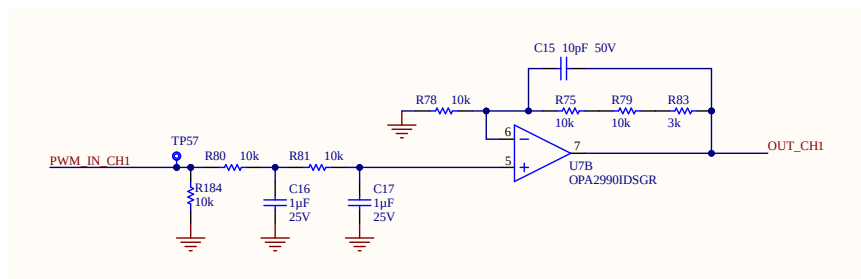 C15 10pF 50V
R78 10k
R75
R79
R83
10k
10k
3k
TP57
6
7
OUT_CH1
PWM_IN_CH1
R80 10k
R81 10k
5
U7B
OPA2990IDSGR
R184
10k
C16
1µF
25V
C17
1µF
25V